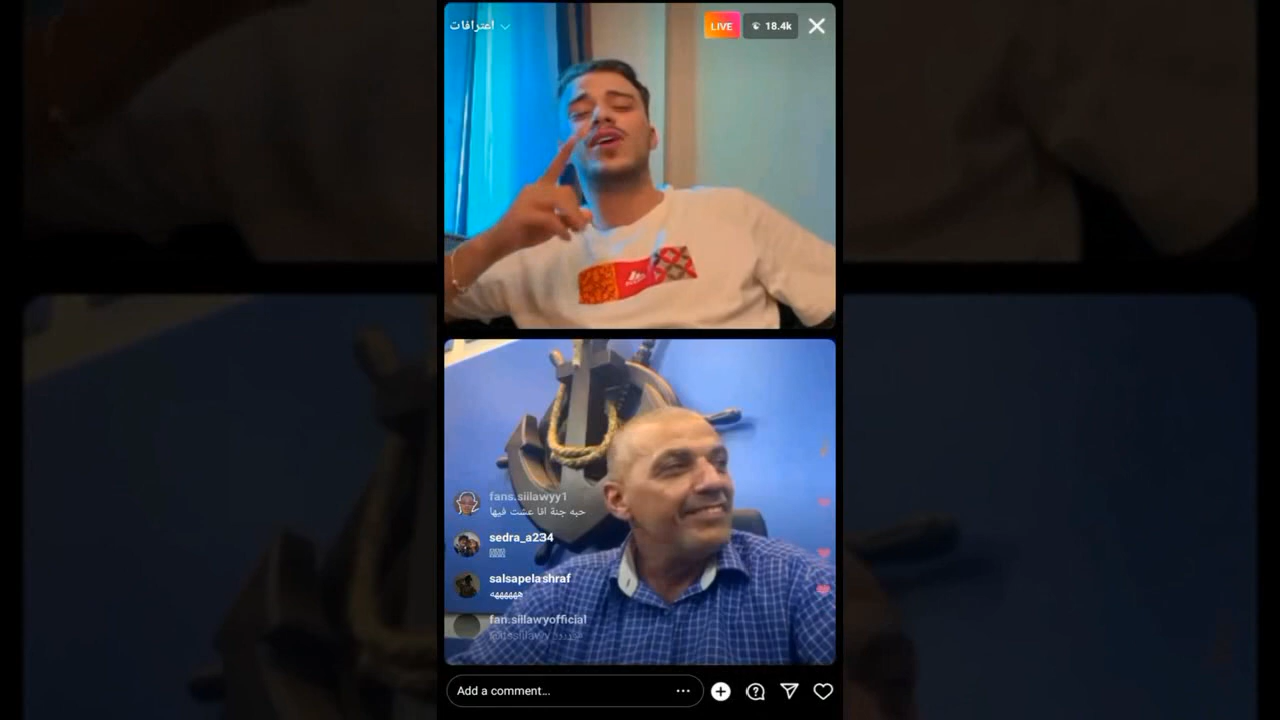 اعترافات
LIVE
18.4k
fans.siilawyy1
حبه جنة انا عشت فيها
sedra_a234
salsapelashraf
ههههههه
fan.siilawyofficial
Add a comment...